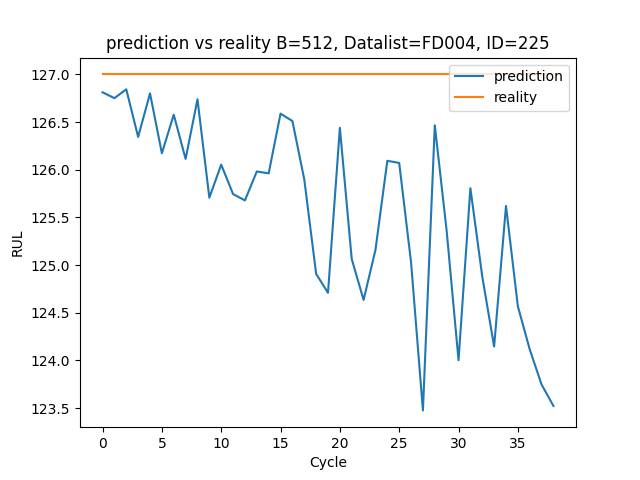 prediction vs reality B=512, Datalist=FD004, ID=225
127.0
126.5
126.0
125.5
125.0
124.5
124.0
123.5
RUL
prediction
reality
0 5 10 15 20 25 30 35
Cycle